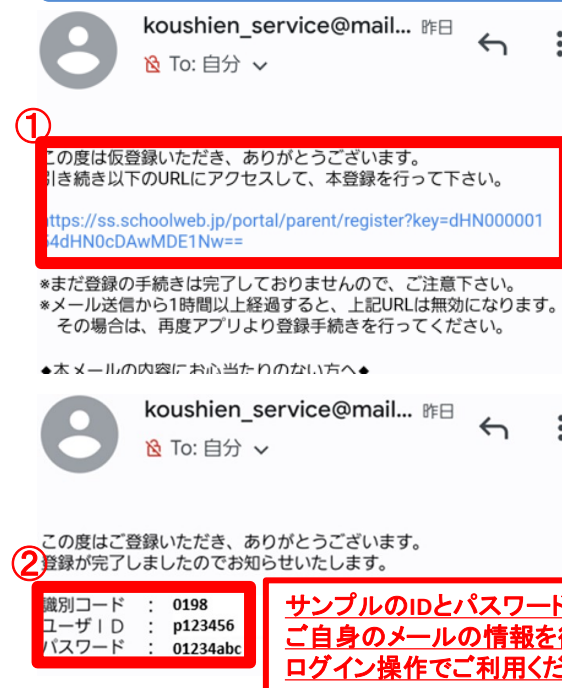 koushien_service@mail... 昨日
To: 自分
①
この度は仮登録いただき、ありがとうございます。
引き続き以下のURLにアクセスして、本登録を行って下さい。
https://ss.schoolweb.jp/portal/parent/register?key=dHN000001
54dHN0cDAwMDE1Nw==
*まだ登録の手続きは完了しておりませんので、ご注意下さい。
*メール送信から1時間以上経過すると、上記URLは無効になります。
その場合は、再度アプリより登録手続きを行ってください。
◆本メールの内容にお心当たりのない方へ◆
koushien_service@mail... 昨日
To: 自分
この度はご登録いただき、ありがとうございます。
②
登録が完了しましたのでお知らせいたします。
識別コード : 0198
ユーザID : p123456
パスワード : 01234abc
サンプルのIDとパスワード
ご自身のメールの情報を
ログイン操作でご利用くだ